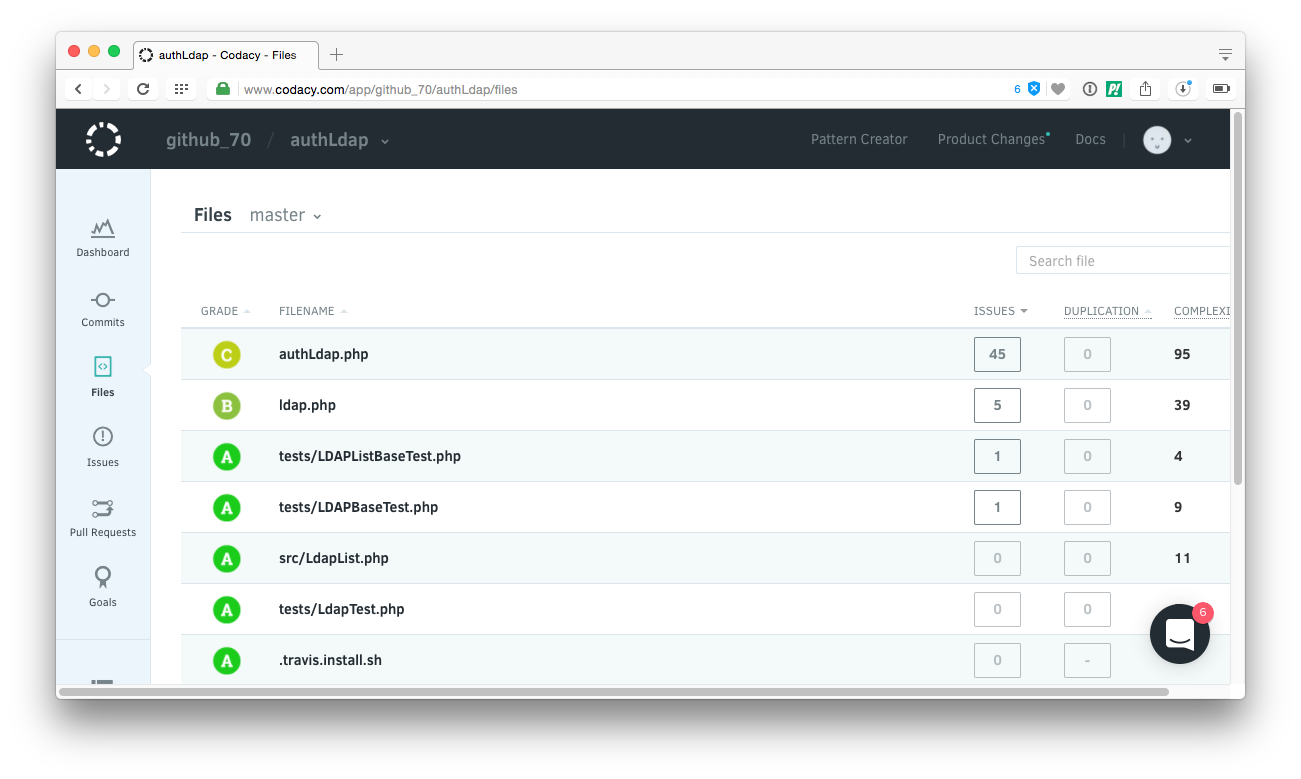 authLdap - Codacy - Files
www.codacy.com/app/github_70/authLdap/files 6
github_70 / authLdap Pattern Creator Product Changes Docs
Files master
Search file
Dashboard
Commits
Files
Issues
Pull Requests
Goals
GRADE FILENAME ISSUES DUPLICATION COMPLEXI
C authLdap.php 45 0 95
B ldap.php 5 0 39
A tests/LDAPListBaseTest.php 1 0 4
A tests/LDAPBaseTest.php 1 0 9
A src/LdapList.php 0 0 11
A tests/LdapTest.php 0 0
A .travis.install.sh 0 -
6